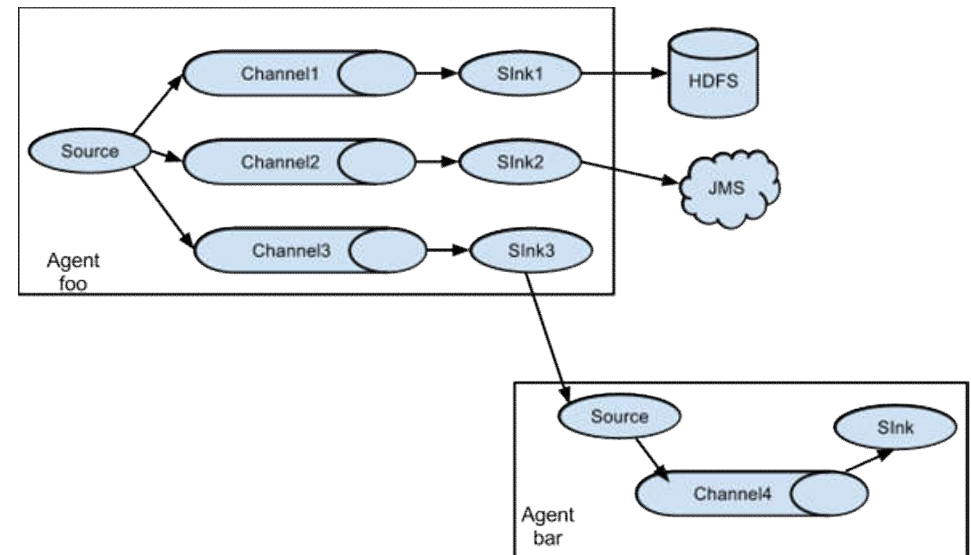 Channel1
SInk1
HDFS
Source
Channel2
SInk2
JMS
Channel3
SInk3
Agent
foo
Source
SInk
Channel4
Agent
bar